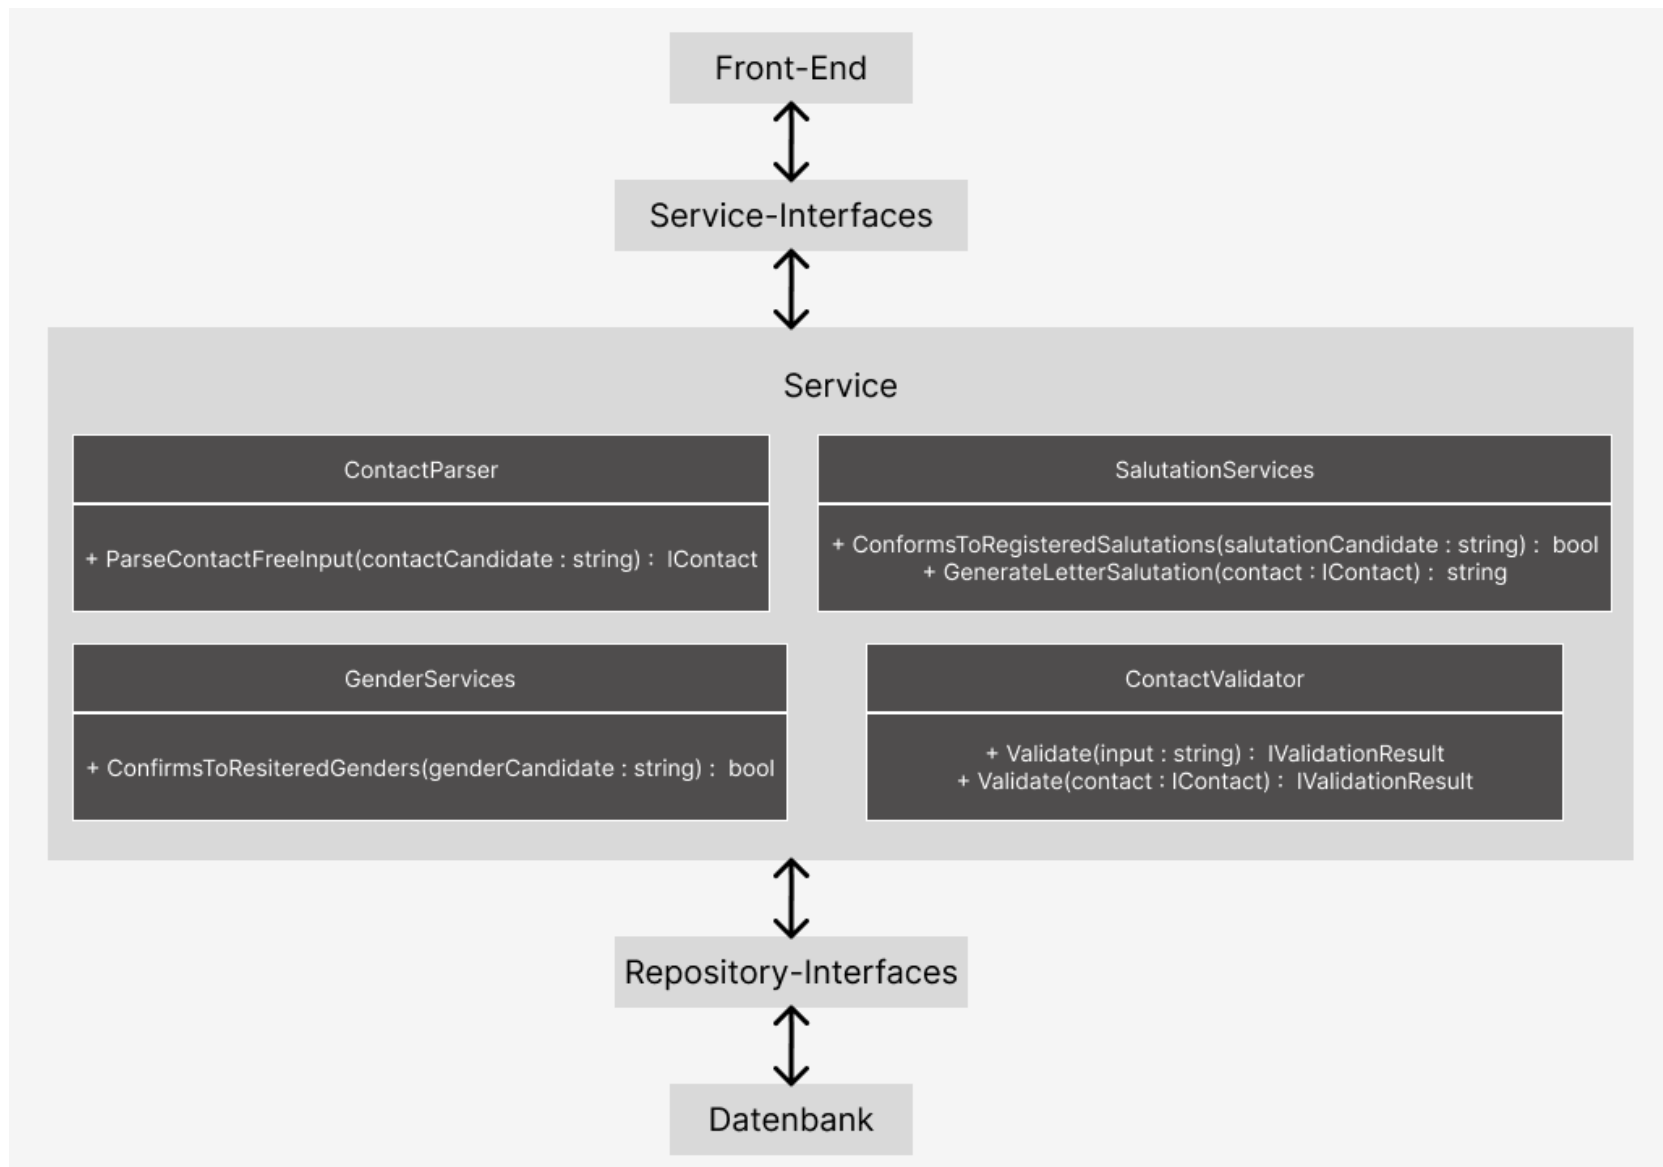 Front-End
Service-Interfaces
Service
ContactParser
+ ParseContactFreeInput(contactCandidate : string) : IContact
SalutationServices
+ ConformsToRegisteredSalutations(salutationCandidate : string) : bool
+ GenerateLetterSalutation(contact : IContact) : string
GenderServices
+ ConfirmsToResiteredGenders(genderCandidate : string) : bool
ContactValidator
+ Validate(input : string) : IValidationResult
+ Validate(contact : IContact) : IValidationResult
Repository-Interfaces
Datenbank